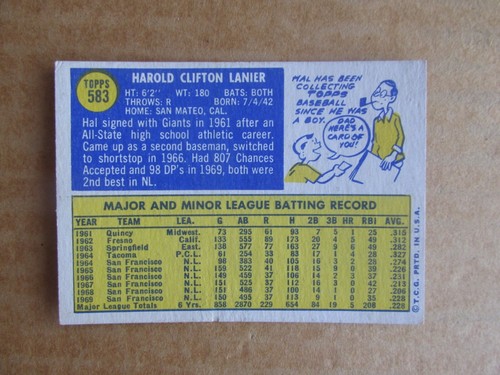 TOPPS
583
HAROLD CLIFTON LANIER
HT: 6'2" WT: 180 BATS: BOTH
THROWS: R BORN: 7/4/42
HOME: SAN MATEO, CAL.
Hal signed with Giants in 1961 after an
All-State high school athletic career.
Came up as a second baseman, switched
to shortstop in 1966. Had 807 Chances
Accepted and 98 DP's in 1969, both were
2nd best in NL.
HAL HAS BEEN
COLLECTING
TOPPS
BASEBALL
SINCE HE WAS
A BOY.
DAD
HERE'S A
CARD OF
YOU!
MAJOR AND MINOR LEAGUE BATTING RECORD
YEAR TEAM LEA. G AB R H 2B 3B HR RBI AVG.
1961 Quincy Midwest. 73 295 61 93 7 5 1 25 .315
1962 Fresno Calif. 133 555 89 173 20 4 5 49 .312
1963 Springfield East. 138 577 77 163 27 9 6
1964 Tacoma P.C.L. 61 254 33 83 17 1 4 28 .327
1964 San Francisco N.L. 98 383 40 105 16 3 2 28 .274
1965 San Francisco N.L. 159 522 41 118 15 9 0 39 .226
1966 San Francisco N.L. 149 459 37 106 14 2 3 37 .231
1967 San Francisco N.L. 151 525 37 112 16 3 0 42 .213
1968 San Francisco N.L. 151 486 37 100 14 1 0 27 .206
1969 San Francisco N.L. 150 495 37 113 9 1 0 35 .228
Major League Totals 6 Yrs. 858 2870 229 654 84 19 5 208 .228
© T.C.G. PRTD. IN U.S.A.